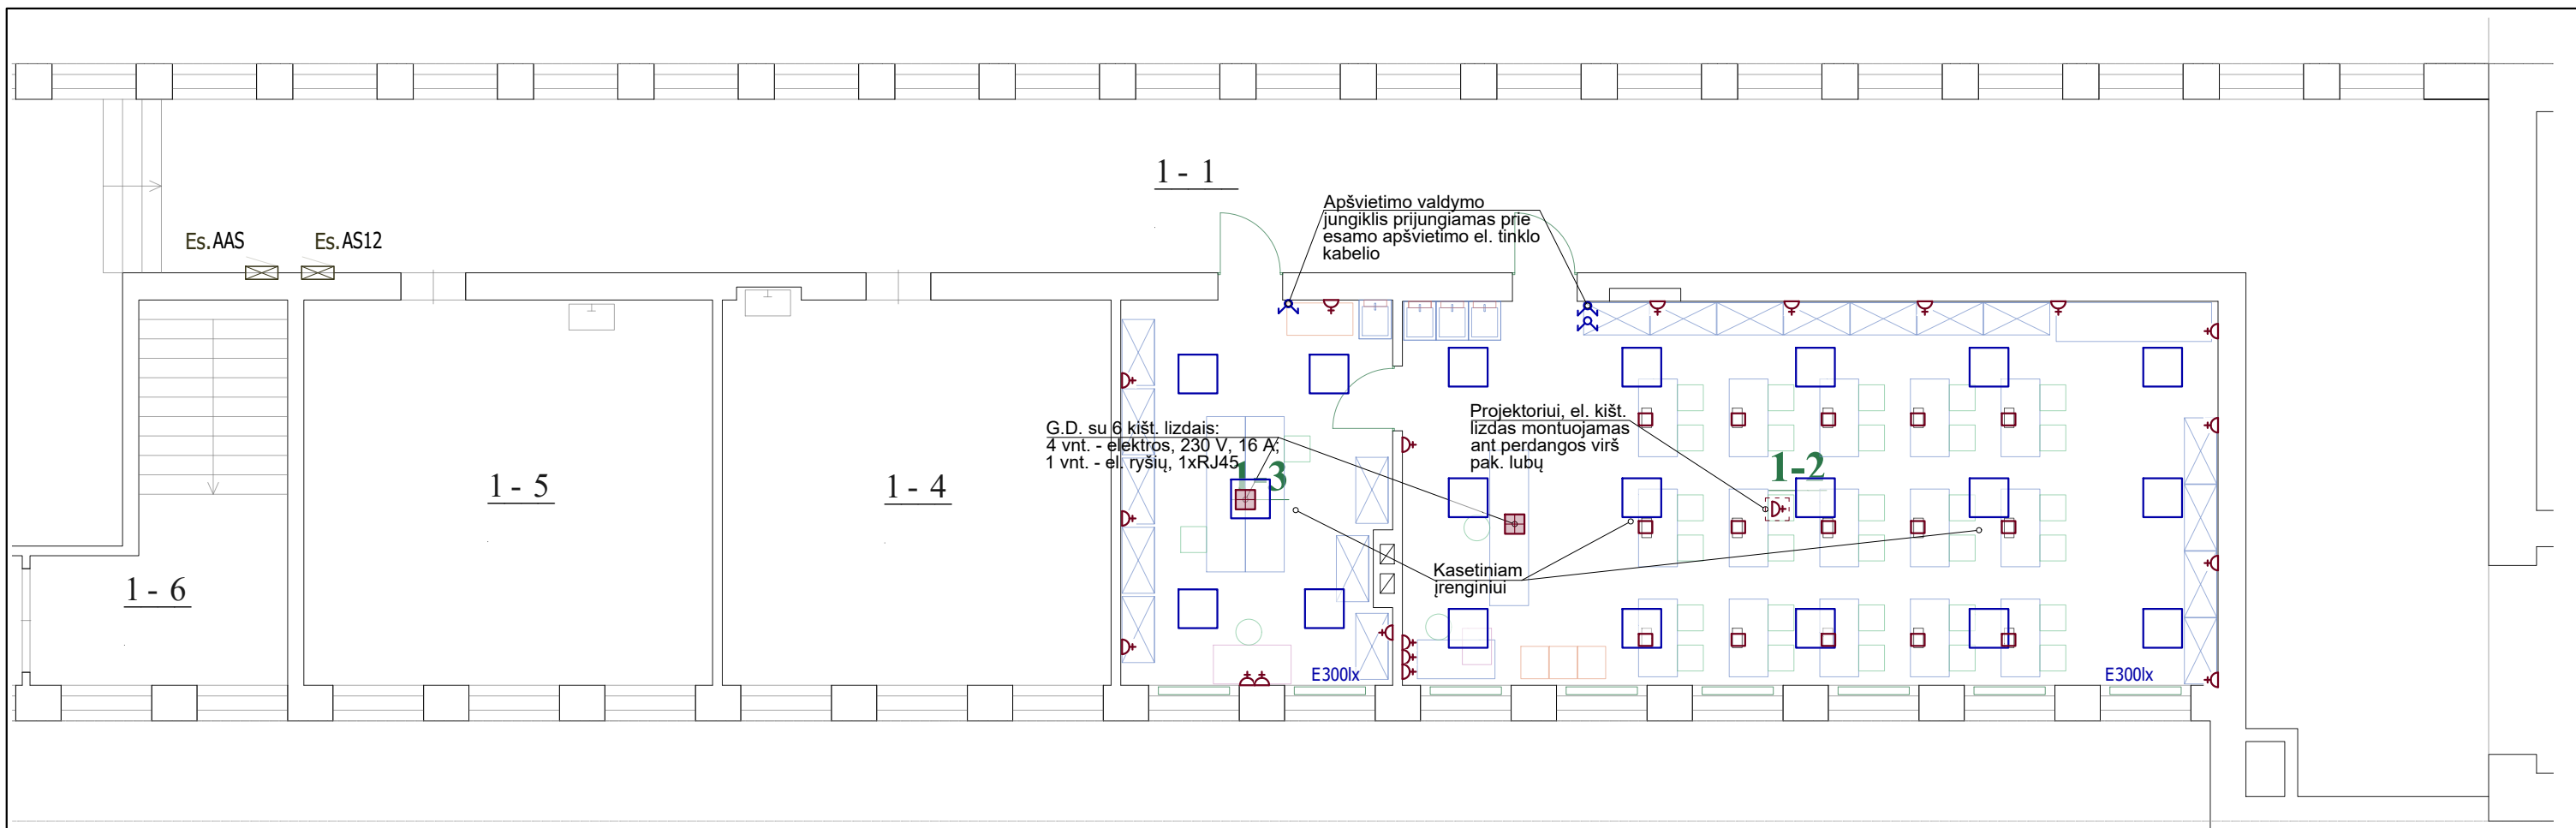 1 - 1
Apšvietimo valdymo
jungiklis prijungiamas prie
esamo apšvietimo el. tinklo
kabelio
Es.AAS
Es.AS12
G.D. su 6 kišt. lizdais:
4 vnt. - elektros, 230 V, 16 A;
1 vnt. - el. ryšių, 1xRJ45
Projektoriui, el. kišt.
lizdas montuojamas
ant perdangos virš
pak. lubų
1-3
1-2
1 - 5
1 - 4
Kasetiniam
įrenginiui
1 - 6
E300lx
E300lx